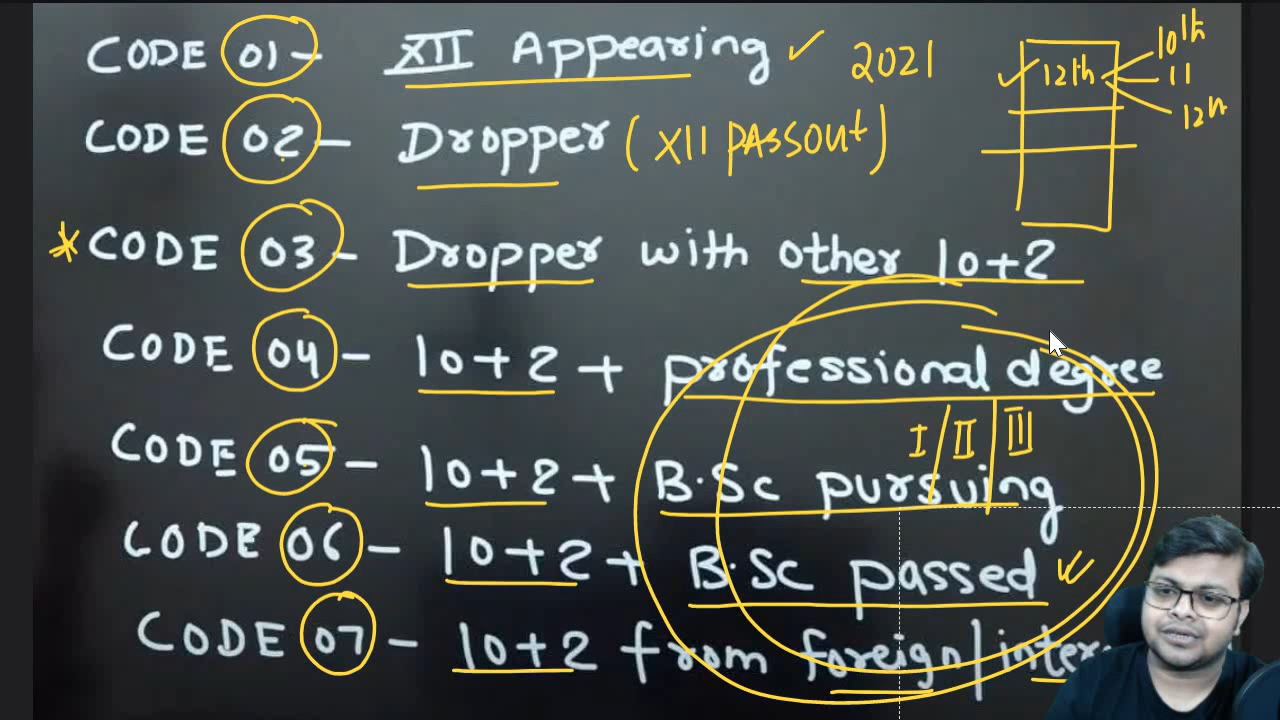 CODE 01 - XII Appearing ✓ 2021
CODE 02 - Dropper (XII PASSOUT)
✓ 12th
10th
11
12th
* CODE 03 - Dropper with other 10+2
CODE 04 - 10+2 + professional degree
I / II / III
CODE 05 - 10+2 + B.Sc pursuing
CODE 06 - 10+2 + B.Sc passed ✓
CODE 07 - 10+2 from foreign /